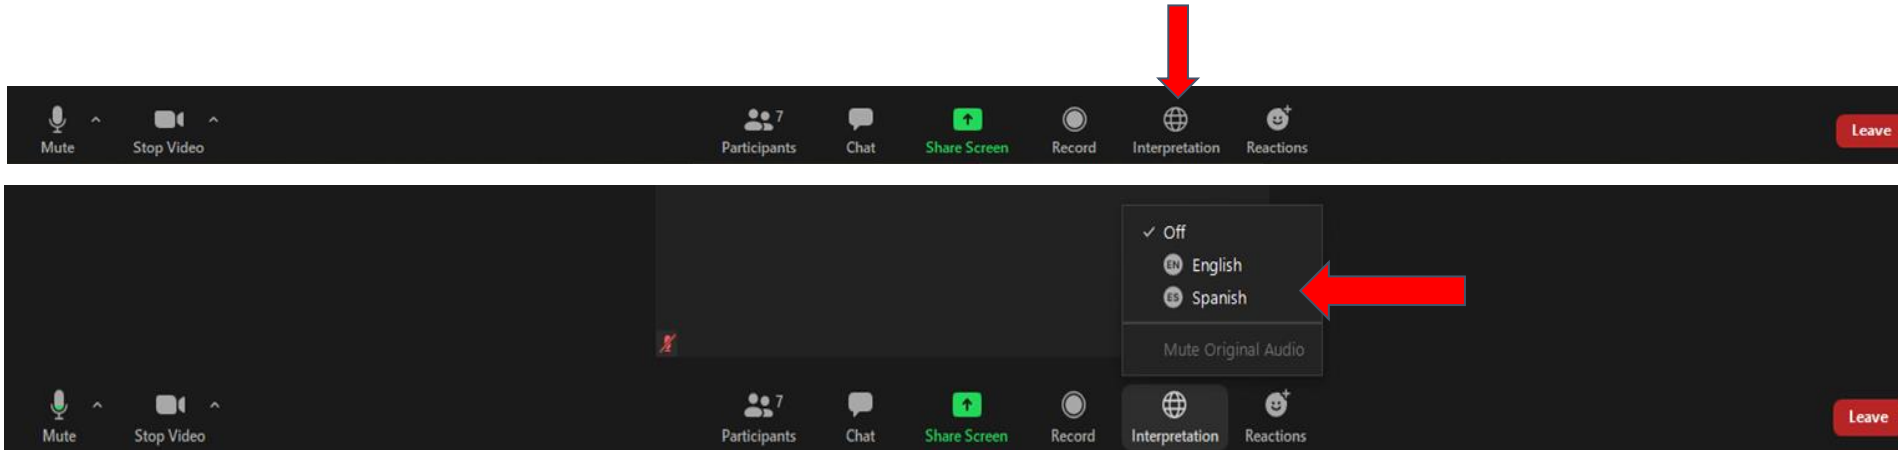 7
Mute Stop Video Participants Chat Share Screen Record Interpretation Reactions Leave
Off
EN English
ES Spanish
Mute Original Audio
7
Mute Stop Video Participants Chat Share Screen Record Interpretation Reactions Leave